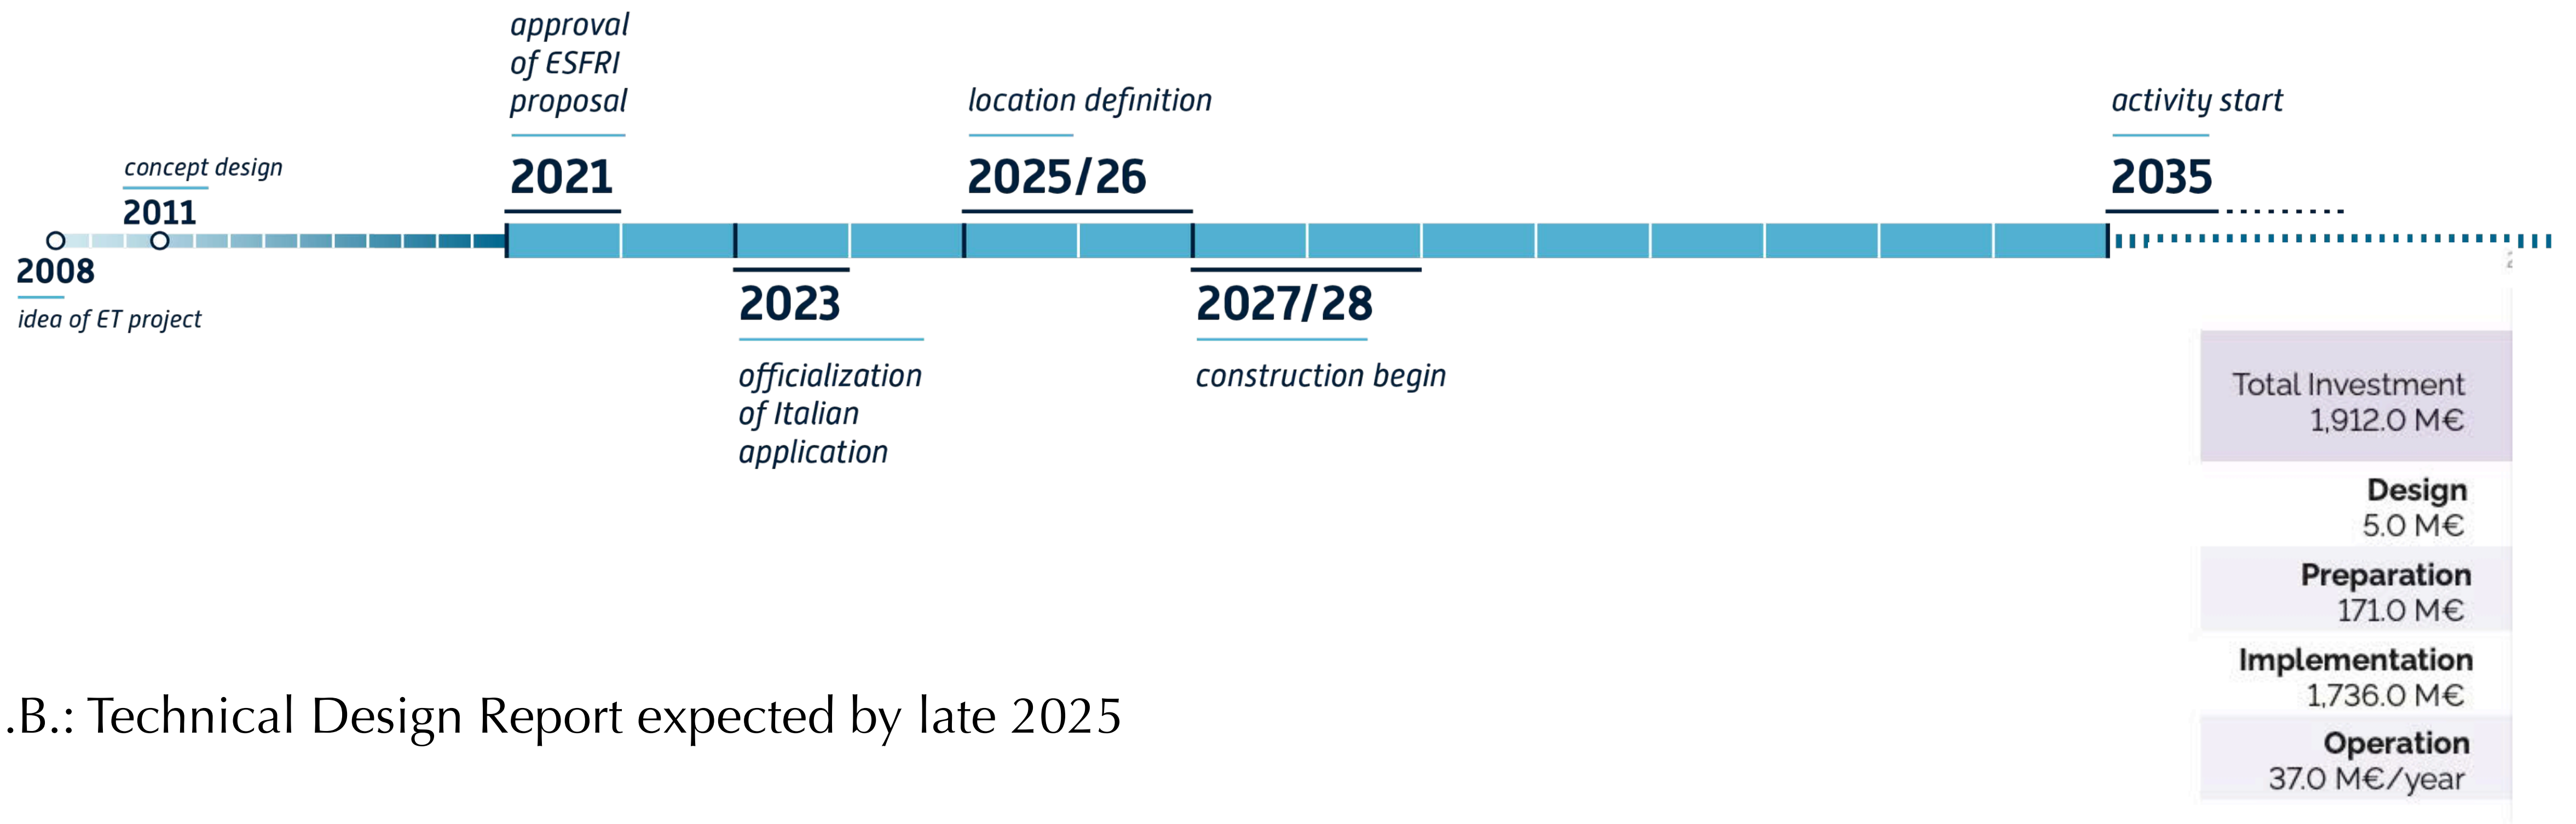 approval
of ESFRI
proposal
2021
location definition
2025/26
activity start
2035
concept design
2011
2008
idea of ET project
2023
officialization
of Italian
application
2027/28
construction begin
Total Investment
1,912.0 M€
Design
5.0 M€
Preparation
171.0 M€
Implementation
1,736.0 M€
Operation
37.0 M€/year
.B.: Technical Design Report expected by late 2025